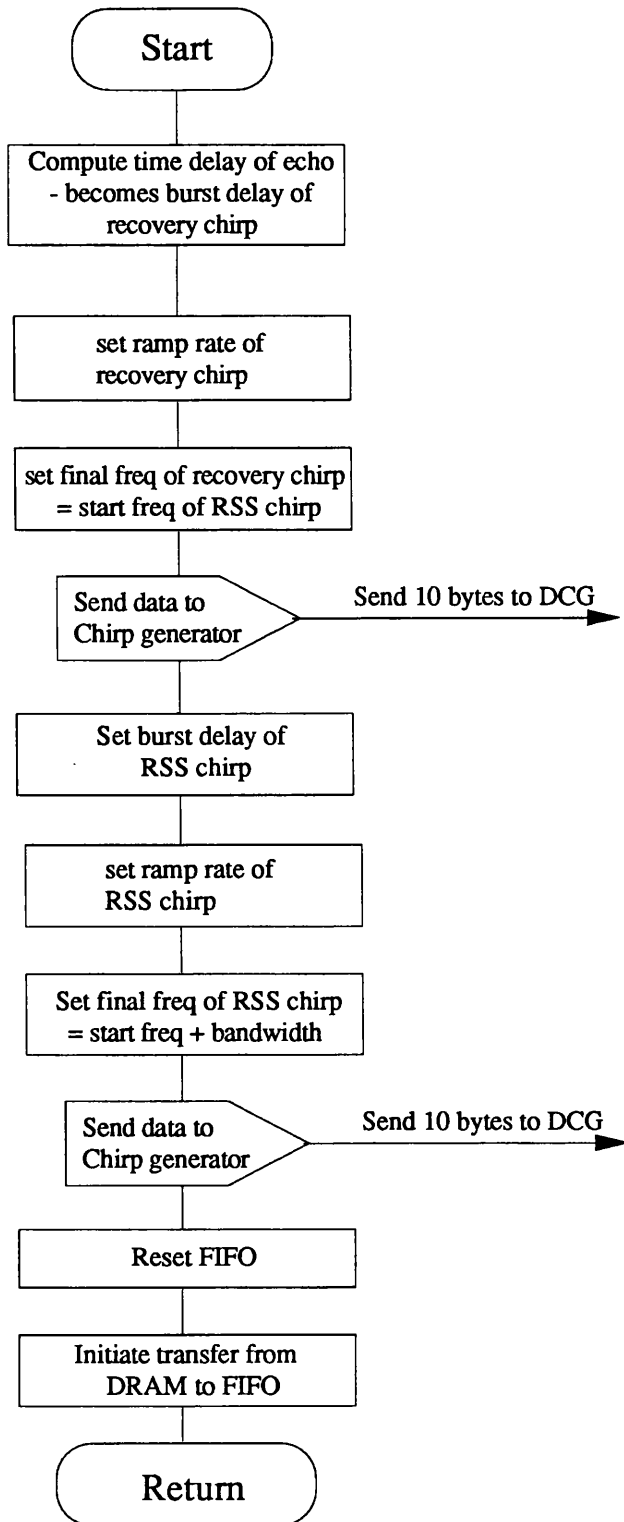 Start
Compute time delay of echo
- becomes burst delay of
recovery chirp
set ramp rate of
recovery chirp
set final freq of recovery chirp
= start freq of RSS chirp
Send data to
Chirp generator
Send 10 bytes to DCG
Set burst delay of
RSS chirp
set ramp rate of
RSS chirp
Set final freq of RSS chirp
= start freq + bandwidth
Send data to
Chirp generator
Send 10 bytes to DCG
Reset FIFO
Initiate transfer from
DRAM to FIFO
Return